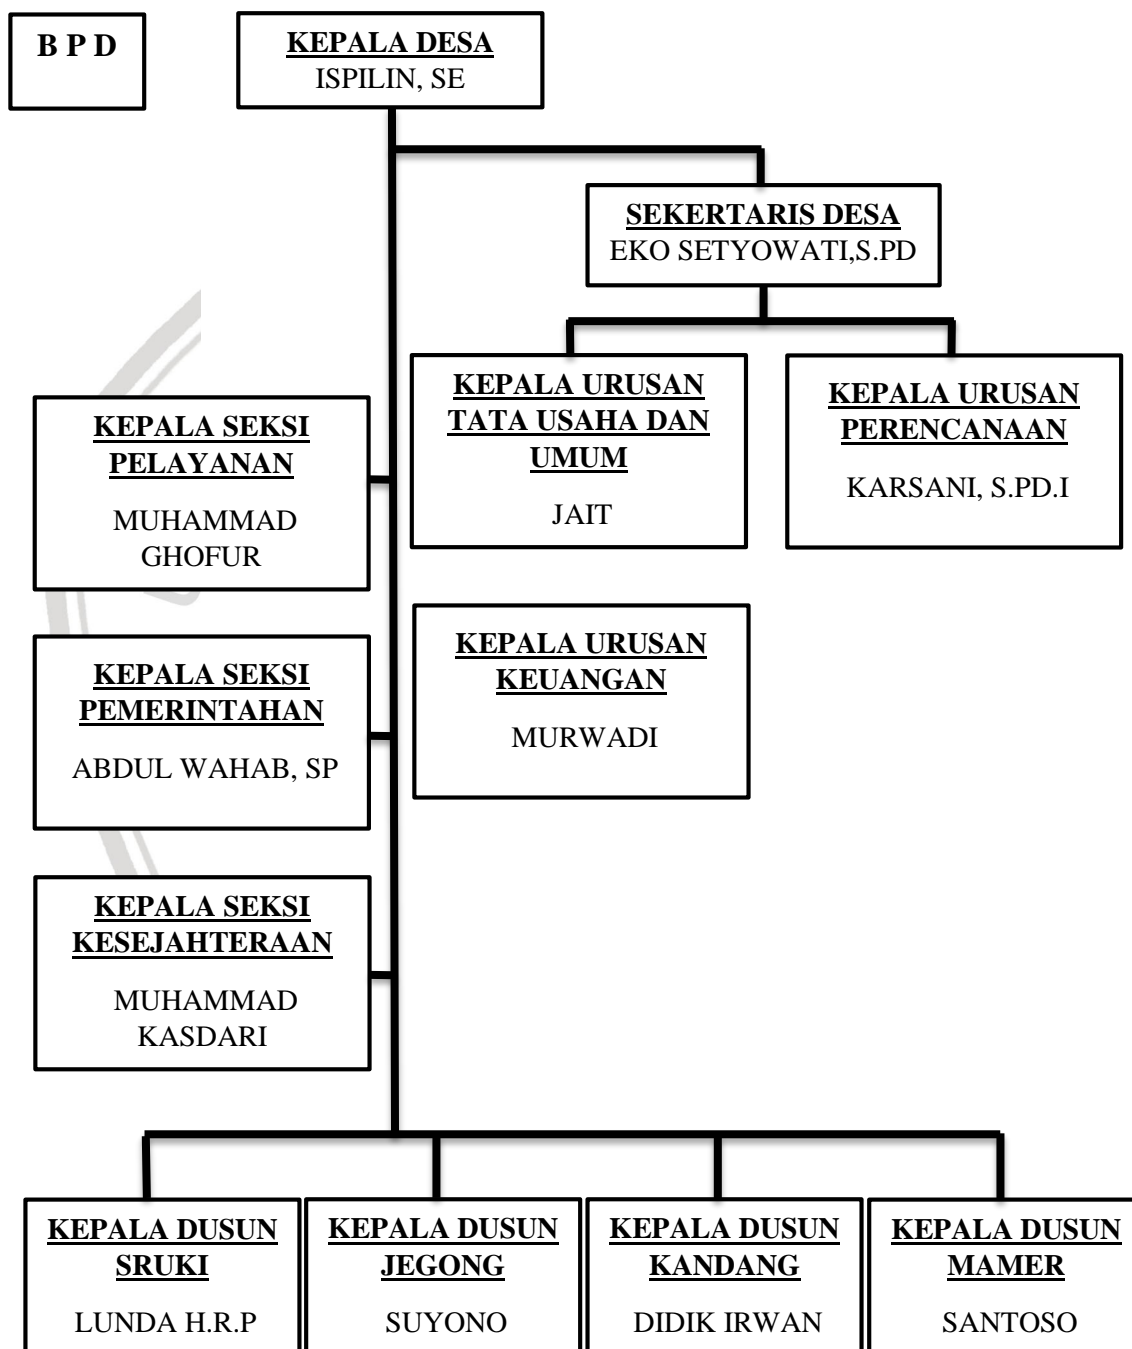 B P D
KEPALA DESA
ISPILIN, SE
SEKERTARIS DESA
EKO SETYOWATI,S.PD
KEPALA URUSAN
TATA USAHA DAN
UMUM
JAIT
KEPALA URUSAN
PERENCANAAN
KARSANI, S.PD.I
KEPALA SEKSI
PELAYANAN
MUHAMMAD
GHOFUR
KEPALA URUSAN
KEUANGAN
MURWADI
KEPALA SEKSI
PEMERINTAHAN
ABDUL WAHAB, SP
KEPALA SEKSI
KESEJAHTERAAN
MUHAMMAD
KASDARI
KEPALA DUSUN
SRUKI
LUNDA H.R.P
KEPALA DUSUN
JEGONG
SUYONO
KEPALA DUSUN
KANDANG
DIDIK IRWAN
KEPALA DUSUN
MAMER
SANTOSO